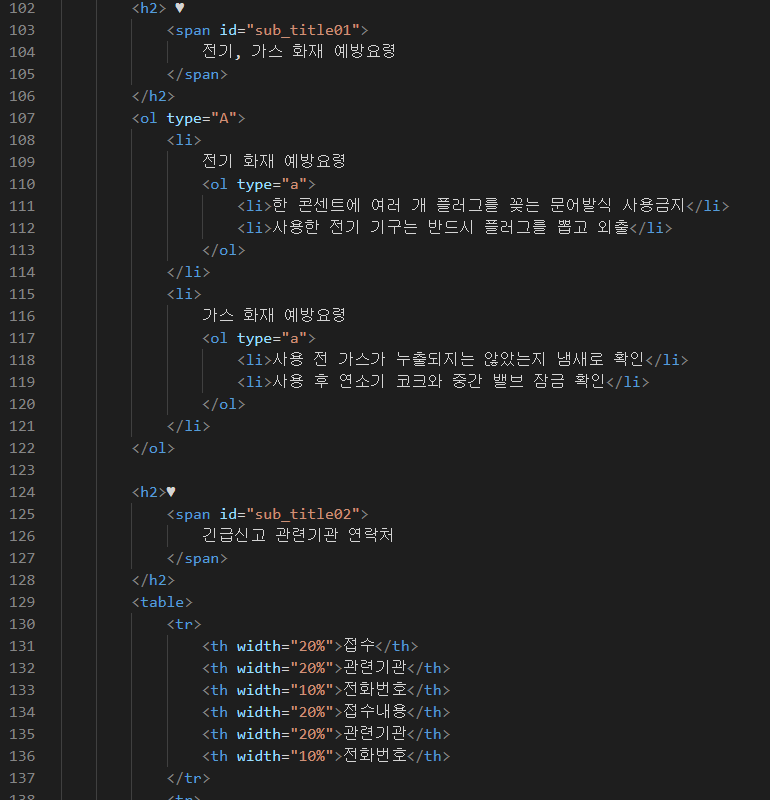 102 <h2> ♥
103 <span id="sub_title01">
104 전기, 가스 화재 예방요령
105 </span>
106 </h2>
107 <ol type="A">
108 <li>
109 전기 화재 예방요령
110 <ol type="a">
111 <li>한 콘센트에 여러 개 플러그를 꽂는 문어발식 사용금지</li>
112 <li>사용한 전기 기구는 반드시 플러그를 뽑고 외출</li>
113 </ol>
114 </li>
115 <li>
116 가스 화재 예방요령
117 <ol type="a">
118 <li>사용 전 가스가 누출되지는 않았는지 냄새로 확인</li>
119 <li>사용 후 연소기 코크와 중간 밸브 잠금 확인</li>
120 </ol>
121 </li>
122 </ol>
123
124 <h2>♥
125 <span id="sub_title02">
126 긴급신고 관련기관 연락처
127 </span>
128 </h2>
129 <table>
130 <tr>
131 <th width="20%">접수</th>
132 <th width="20%">관련기관</th>
133 <th width="10%">전화번호</th>
134 <th width="20%">접수내용</th>
135 <th width="20%">관련기관</th>
136 <th width="10%">전화번호</th>
137 </tr>
138 <tr>